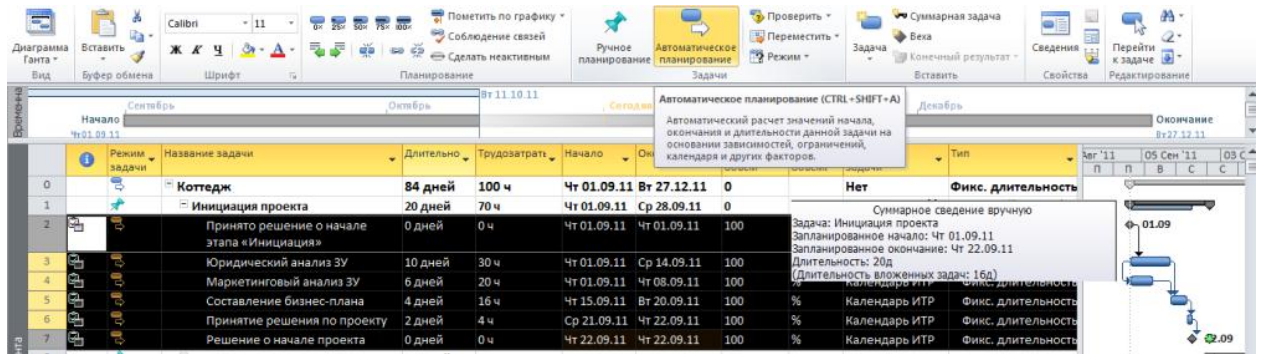 Calibri 11
0× 25× 50× 75× 100×
Пометить по графику
Соблюдение связей
Сделать неактивным
Диаграмма Ганта
Вставить
Ж К Ч
Ручное планирование
Автоматическое планирование
Проверить
Переместить
Режим
Задача
Суммарная задача
Веха
Конечный результат
Сведения
Перейти к задаче
Вид Буфер обмена Шрифт Планирование Задачи Вставить Свойства Редактирование
Временна
Вт 11.10.11
Сентябрь Октябрь Декабрь
Начало
Чт 01.09.11
Окончание
Вт 27.12.11
Автоматическое планирование (CTRL+SHIFT+A)
Автоматический расчет значений начала,
окончания и длительности данной задачи на
основании зависимостей, ограничений,
календаря и других факторов.
Режим задачи Название задачи Длительно Трудозатрать Начало Тип
05 Сен '11
П П В С С
0 Коттедж 84 дней 100 ч Чт 01.09.11 Вт 27.12.11 0 Нет Фикс. длительность
1 Инициация проекта 20 дней 70 ч Чт 01.09.11 Ср 28.09.11 0
2 Принято решение о начале этапа «Инициация» 0 дней 0 ч Чт 01.09.11 Чт 01.09.11 100 01.09
3 Юридический анализ ЗУ 10 дней 30 ч Чт 01.09.11 Ср 14.09.11 100
4 Маркетинговый анализ ЗУ 6 дней 20 ч Чт 01.09.11 Чт 08.09.11 100 % Календарь ИТР Фикс. длительность
5 Составление бизнес-плана 4 дней 16 ч Чт 15.09.11 Вт 20.09.11 100 % Календарь ИТР Фикс. длительность
6 Принятие решения по проекту 2 дней 4 ч Ср 21.09.11 Чт 22.09.11 100 % Календарь ИТР Фикс. длительность
7 Решение о начале проекта 0 дней 0 ч Чт 22.09.11 Чт 22.09.11 100 % Календарь ИТР Фикс. длительность 22.09
Суммарное сведение вручную
Задача: Инициация проекта
Запланированное начало: Чт 01.09.11
Запланированное окончание: Чт 22.09.11
Длительность: 20д
(Длительность вложенных задач: 16д)